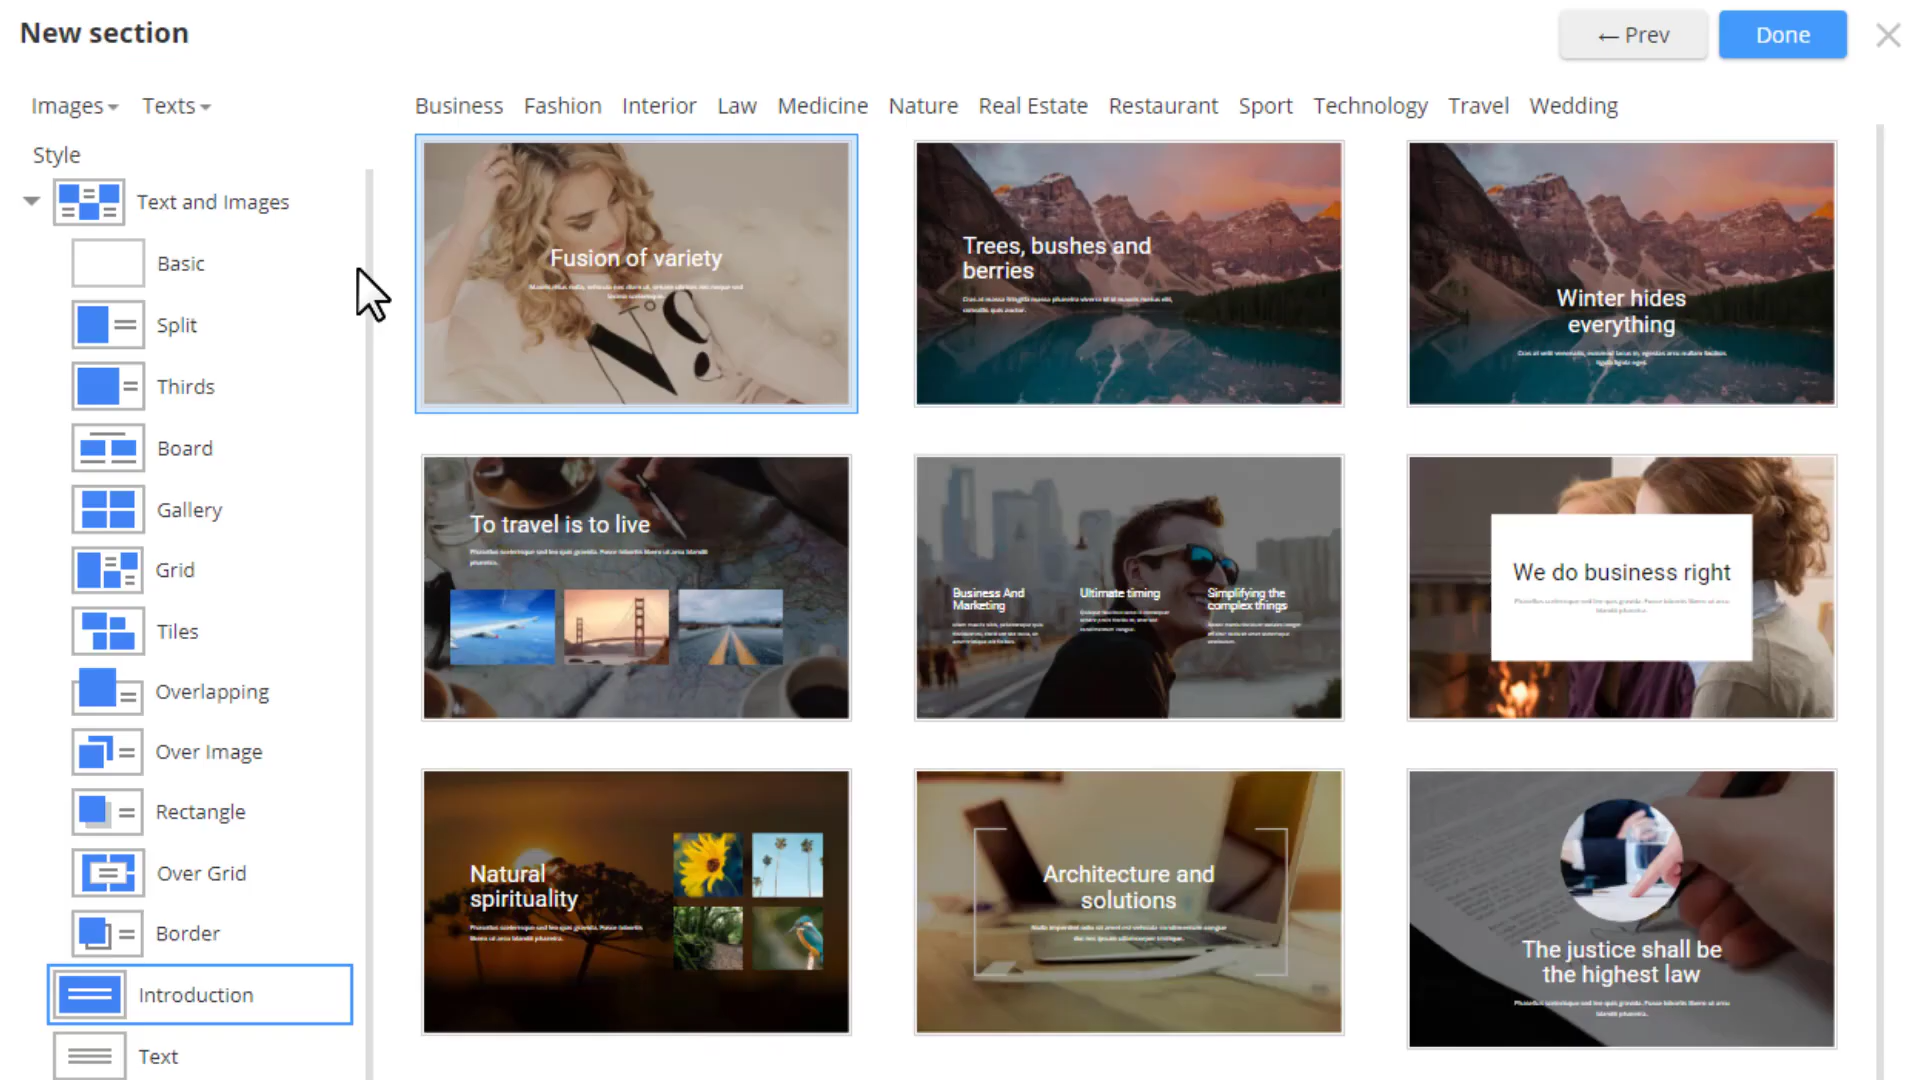 New section
← Prev
Done
Images
Texts
Business
Fashion
Interior
Law
Medicine
Nature
Real Estate
Restaurant
Sport
Technology
Travel
Wedding
Style
Text and Images
Basic
Split
Thirds
Board
Gallery
Grid
Tiles
Overlapping
Over Image
Rectangle
Over Grid
Border
Introduction
Text
Fusion of variety
Trees, bushes and
berries
Winter hides
everything
To travel is to live
Business And
Marketing
Ultimate timing
Simplifying the
complex things
We do business right
Natural
spirituality
Architecture and
solutions
The justice shall be
the highest law